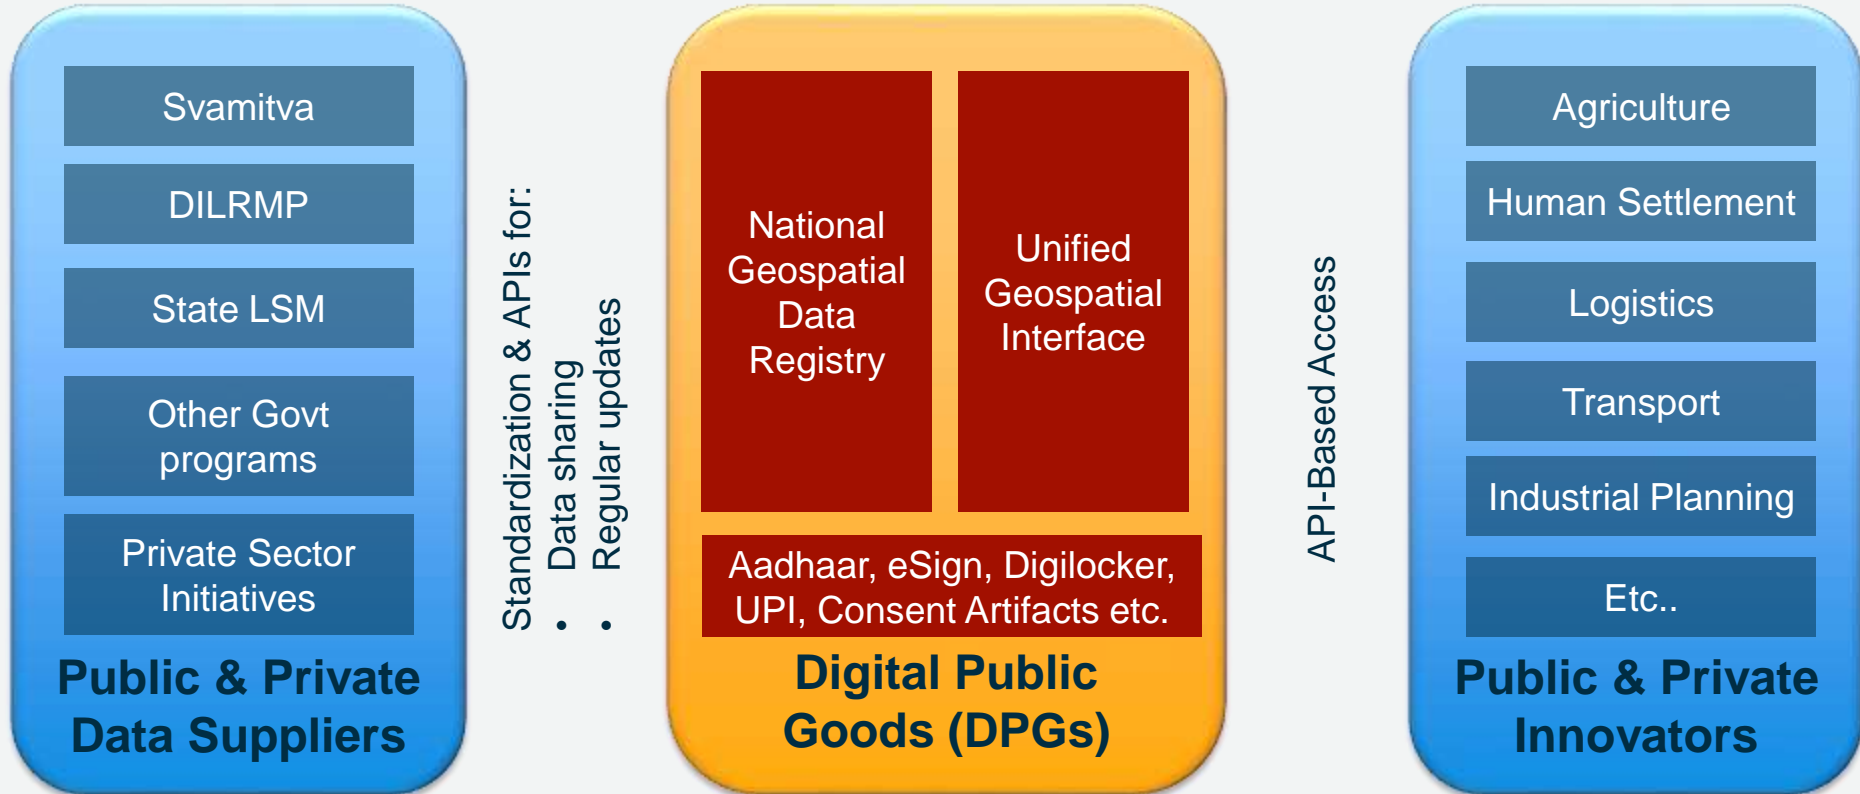 Svamitva
DILRMP
State LSM
Other Govt
programs
Private Sector
Initiatives
Public & Private
Data Suppliers
Standardization & APIs for:
• Data sharing
• Regular updates
National
Geospatial
Data
Registry
Unified
Geospatial
Interface
Aadhaar, eSign, Digilocker,
UPI, Consent Artifacts etc.
Digital Public
Goods (DPGs)
API-Based Access
Agriculture
Human Settlement
Logistics
Transport
Industrial Planning
Etc..
Public & Private
Innovators